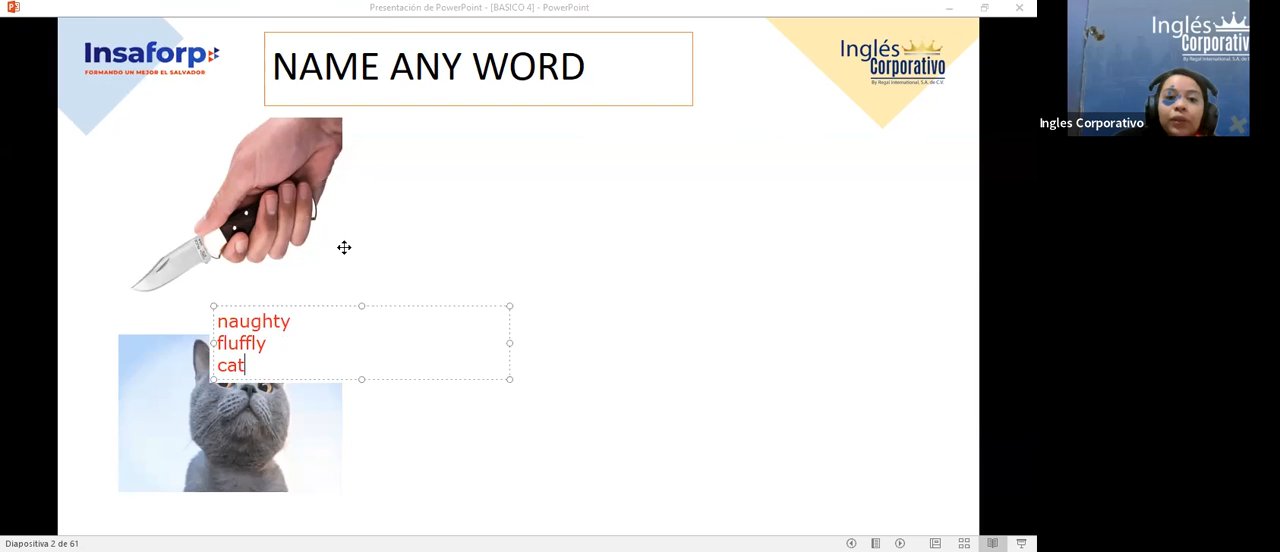 Presentación de PowerPoint - [BASICO 4] - PowerPoint
Insaforp
FORMANDO UN MEJOR EL SALVADOR
NAME ANY WORD
Inglés
Corporativo
By Regal International, S.A. de C.V.
naughty
fluffly
cat
Diapositiva 2 de 61
Inglés
Corporativo
Ingles Corporativo